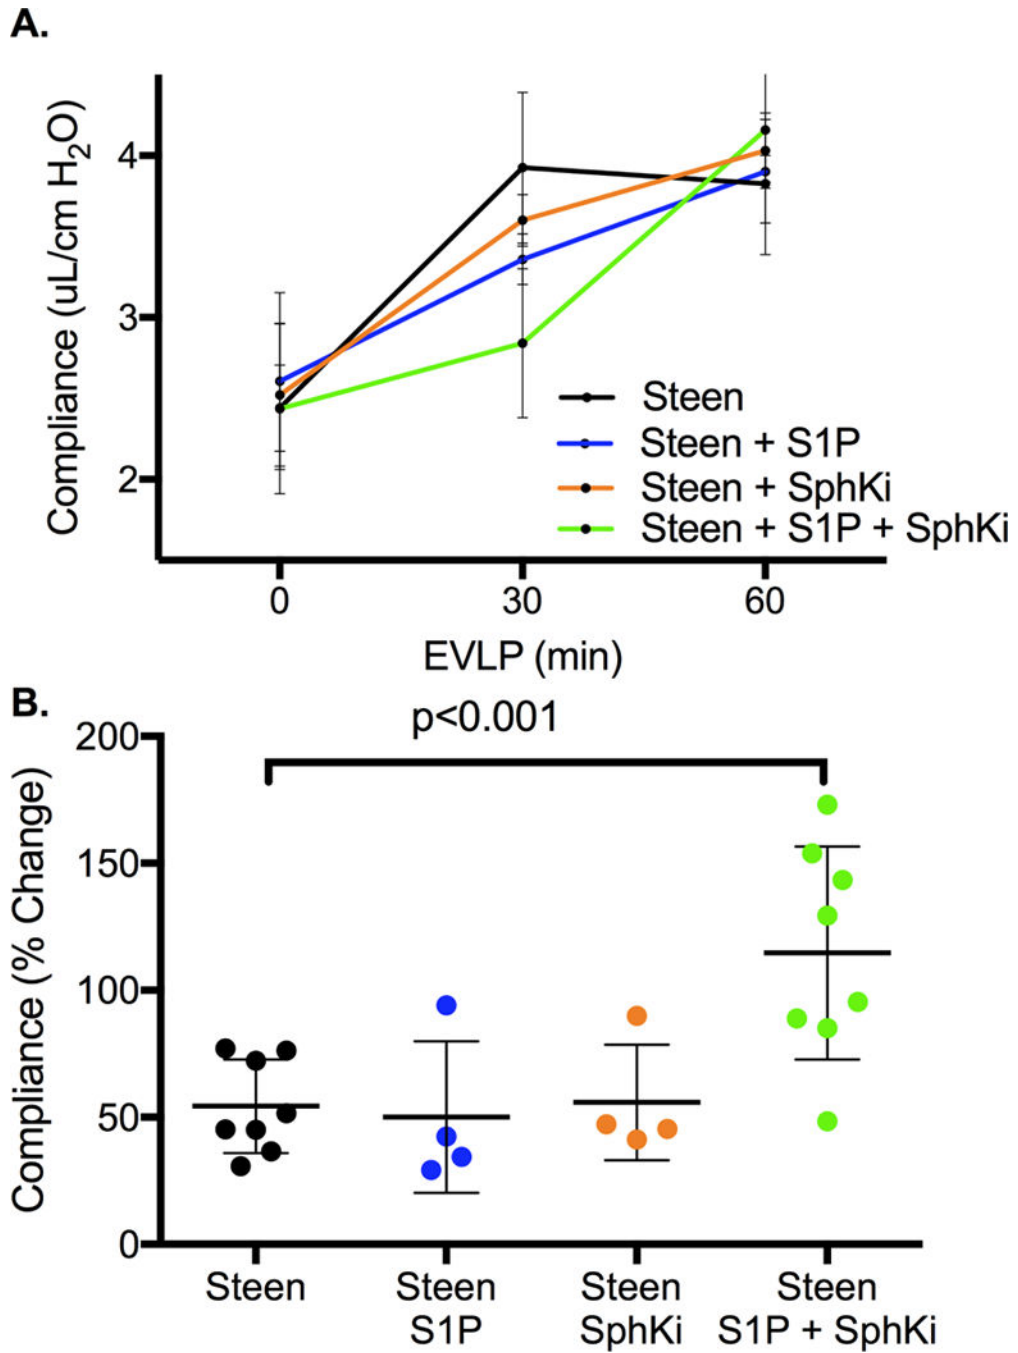 A.
Compliance (uL/cm H₂O)
4
3
2
Steen
Steen + S1P
Steen + SphKi
Steen + S1P + SphKi
0 30 60
EVLP (min)
B.
p<0.001
Compliance (% Change)
200
150
100
50
0
Steen Steen Steen Steen
S1P SphKi S1P + SphKi